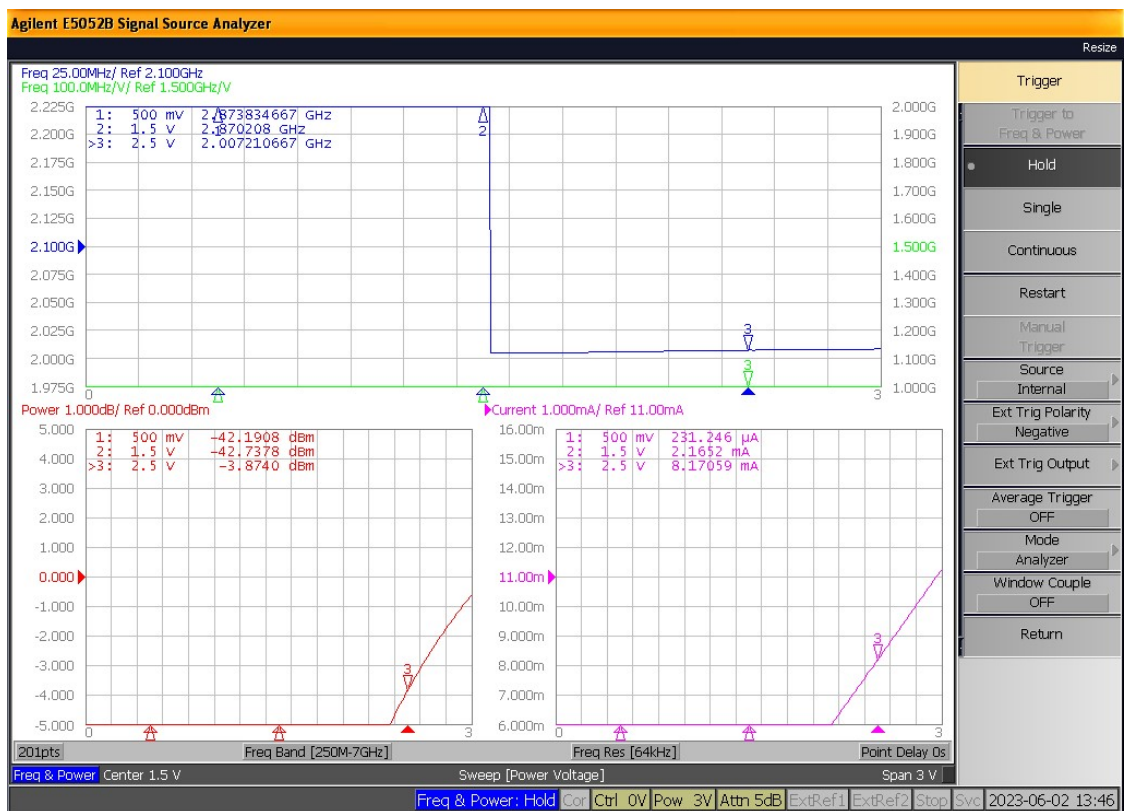 Agilent E5052B Signal Source Analyzer
Resize
Freq 25.00MHz/ Ref 2.100GHz
Freq 100.0MHz/V/ Ref 1.500GHz/V
2.225G
2.200G
2.175G
2.150G
2.125G
2.100G
2.075G
2.050G
2.025G
2.000G
1.975G
1: 500 mV 2.873834667 GHz
2: 1.5 V 2.870208 GHz
>3: 2.5 V 2.007210667 GHz
1
2
3
3
2.000G
1.900G
1.800G
1.700G
1.600G
1.500G
1.400G
1.300G
1.200G
1.100G
1.000G
0
3
Power 1.000dB/ Ref 0.000dBm
5.000
4.000
3.000
2.000
1.000
0.000
-1.000
-2.000
-3.000
-4.000
-5.000
1: 500 mV -42.1908 dBm
2: 1.5 V -42.7378 dBm
>3: 2.5 V -3.8740 dBm
3
0
3
Current 1.000mA/ Ref 11.00mA
16.00m
15.00m
14.00m
13.00m
12.00m
11.00m
10.00m
9.000m
8.000m
7.000m
6.000m
1: 500 mV 231.246 µA
2: 1.5 V 2.1652 mA
>3: 2.5 V 8.17059 mA
3
0
3
201pts
Freq Band [250M-7GHz]
Freq Res [64kHz]
Point Delay 0s
Freq & Power
Center 1.5 V
Sweep [Power Voltage]
Span 3 V
Trigger
Trigger to
Freq & Power
Hold
Single
Continuous
Restart
Manual
Trigger
Source
Internal
Ext Trig Polarity
Negative
Ext Trig Output
Average Trigger
OFF
Mode
Analyzer
Window Couple
OFF
Return
Freq & Power: Hold
Cor
Ctrl 0V
Pow 3V
Attn 5dB
ExtRef1
ExtRef2
Stop
Svc
2023-06-02 13:46